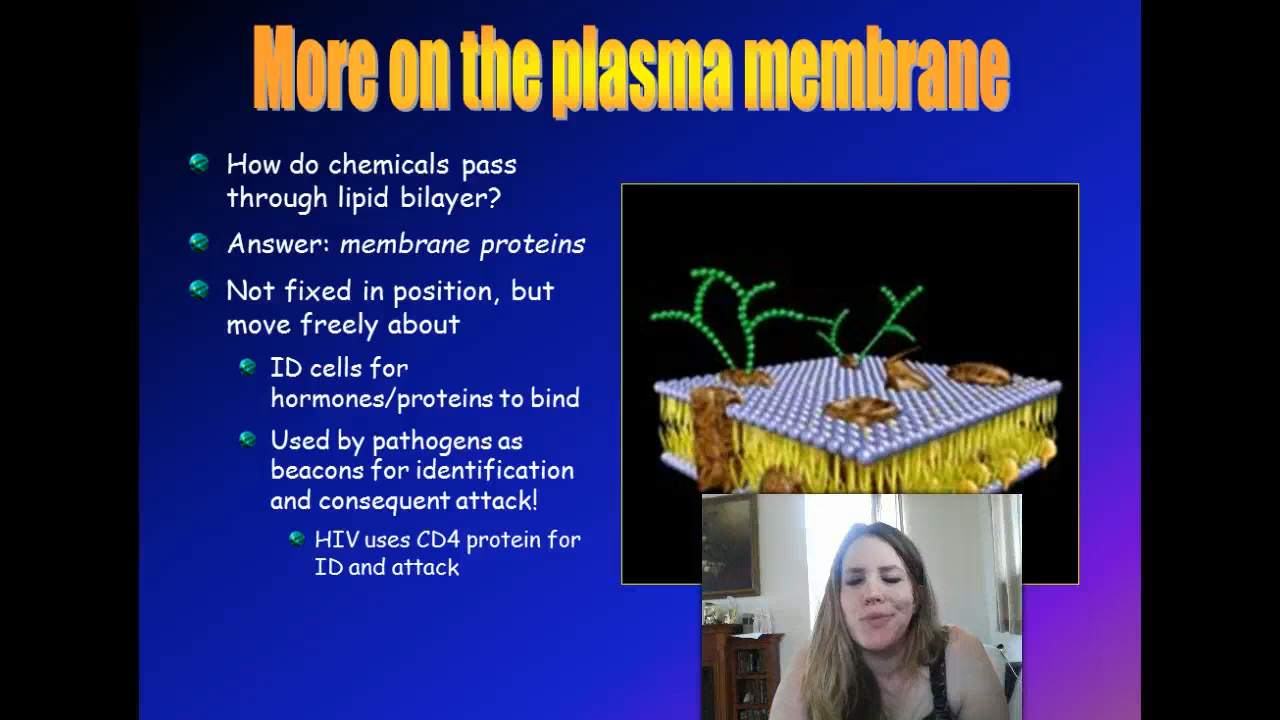 More on the plasma membrane
How do chemicals pass
through lipid bilayer?
Answer: membrane proteins
Not fixed in position, but
move freely about
ID cells for
hormones/proteins to bind
Used by pathogens as
beacons for identification
and consequent attack!
HIV uses CD4 protein for
ID and attack